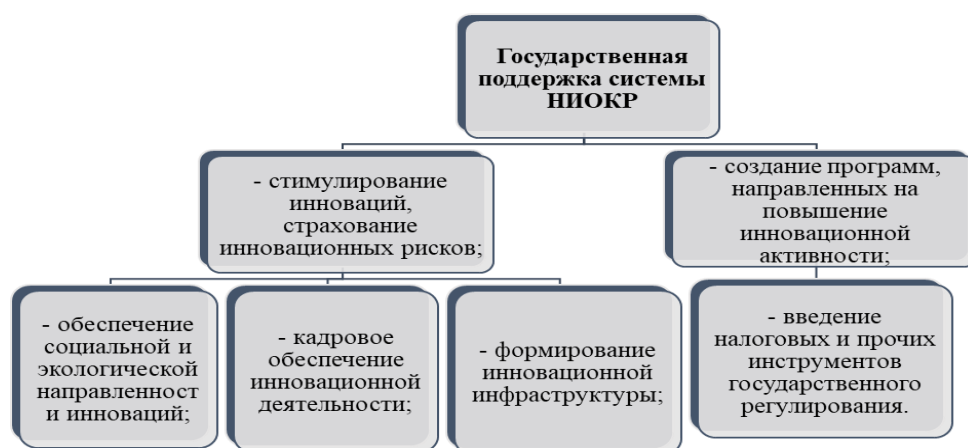 Государственная
поддержка системы
НИОКР
- стимулирование
инноваций,
страхование
инновационных рисков;
- создание программ,
направленных на
повышение
инновационной
активности;
- обеспечение
социальной и
экологической
направленност
и инноваций;
- кадровое
обеспечение
инновационной
деятельности;
- формирование
инновационной
инфраструктуры;
- введение
налоговых и прочих
инструментов
государственного
регулирования.